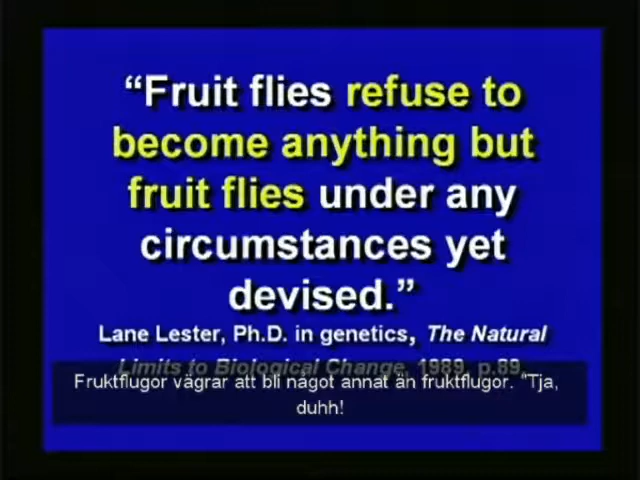 “Fruit flies refuse to
become anything but
fruit flies under any
circumstances yet
devised.”
Lane Lester, Ph.D. in genetics, The Natural
Limits to Biological Change, 1989, p.89.
Fruktflugor vägrar att bli något annat än fruktflugor. "Tja,
duhh!